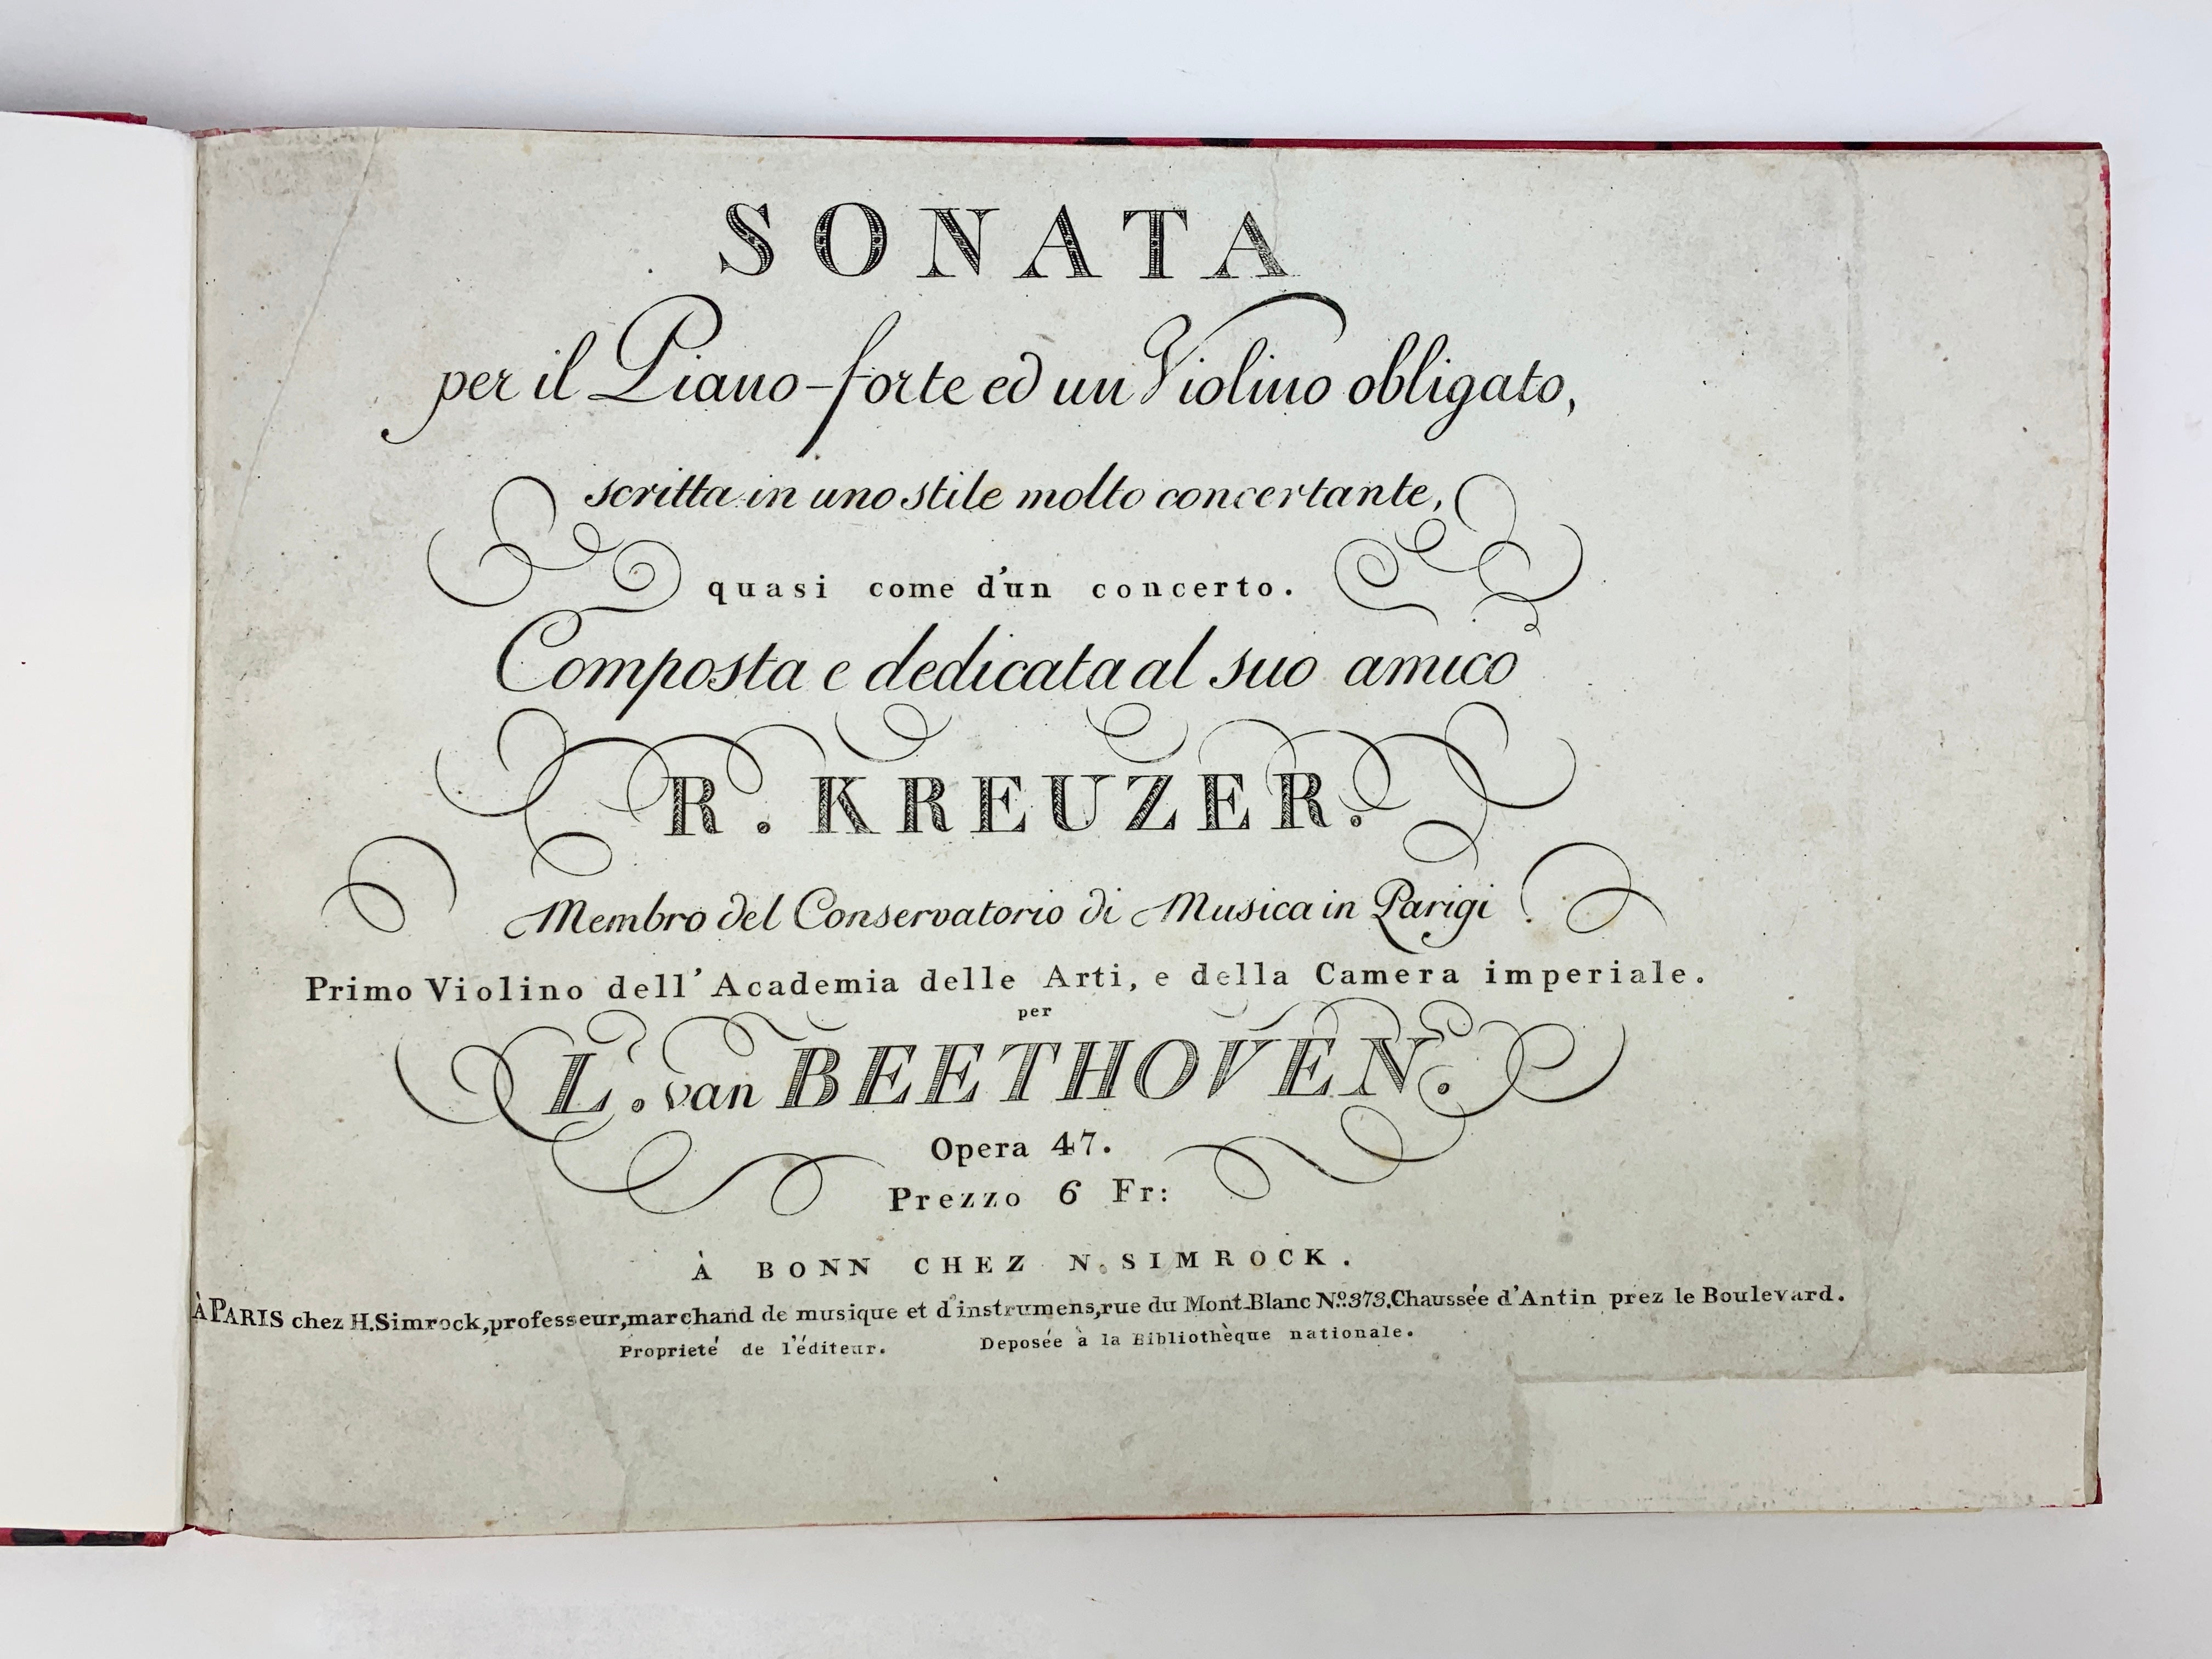 SONATA
per il Piano-forte ed un Violino obligato,
scritta in uno stile molto concertante,
quasi come d'un concerto.
Composta e dedicata al suo amico
R. KREUZER.
Membro del Conservatorio di Musica in Parigi.
Primo Violino dell' Academia delle Arti, e della Camera imperiale.
per
L. van BEETHOVEN.
Opera 47.
Prezzo 6 Fr:
À BONN CHEZ N. SIMROCK.
À PARIS chez H. Simrock, professeur, marchand de musique et d'instrumens, rue du Mont-Blanc Nº. 373. Chaussée d'Antin prez le Boulevard.
Proprieté de l'éditeur. Deposée à la Bibliothèque nationale.